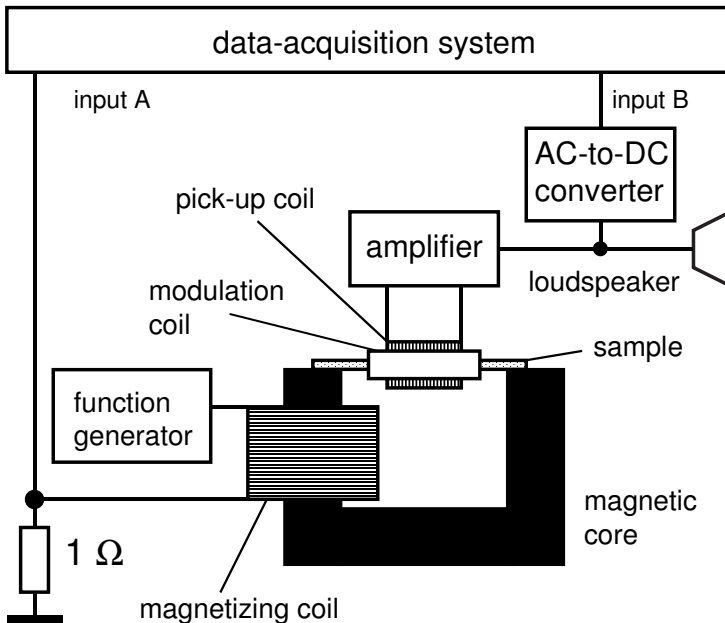 data-acquisition system
input A
input B
AC-to-DC
converter
pick-up coil
amplifier
loudspeaker
modulation
coil
sample
function
generator
magnetic
core
1 Ω
magnetizing coil